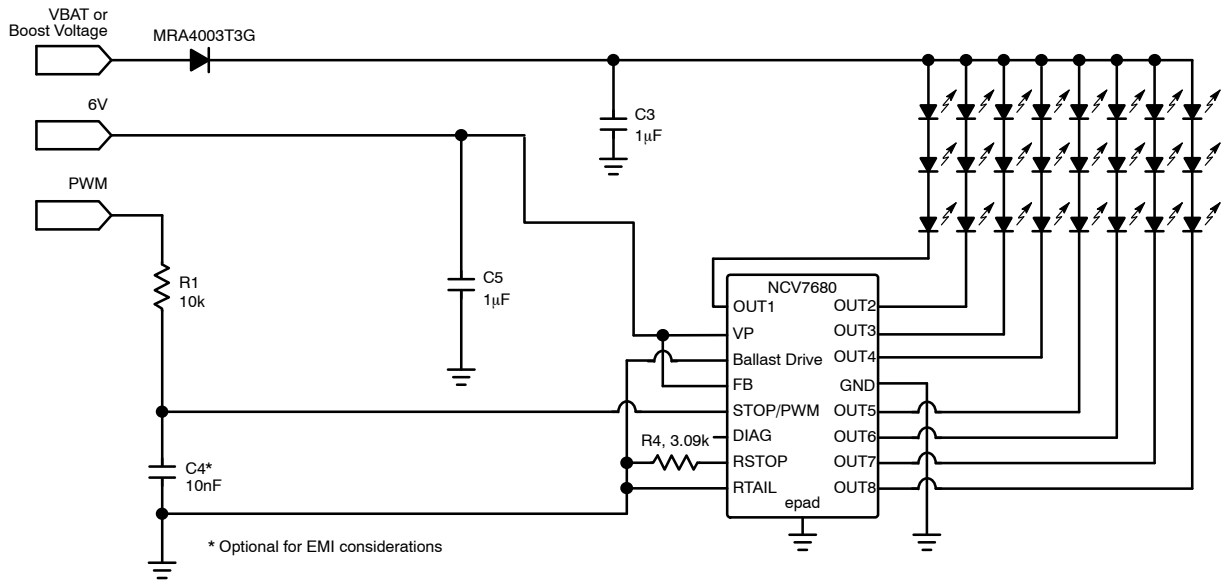 VBAT or
Boost Voltage
MRA4003T3G
6V
C3
1μF
PWM
R1
10k
C5
1μF
NCV7680
OUT1
OUT2
VP
OUT3
Ballast Drive
OUT4
FB
GND
STOP/PWM
OUT5
DIAG
OUT6
R4, 3.09k
RSTOP
OUT7
RTAIL
OUT8
epad
C4*
10nF
* Optional for EMI considerations